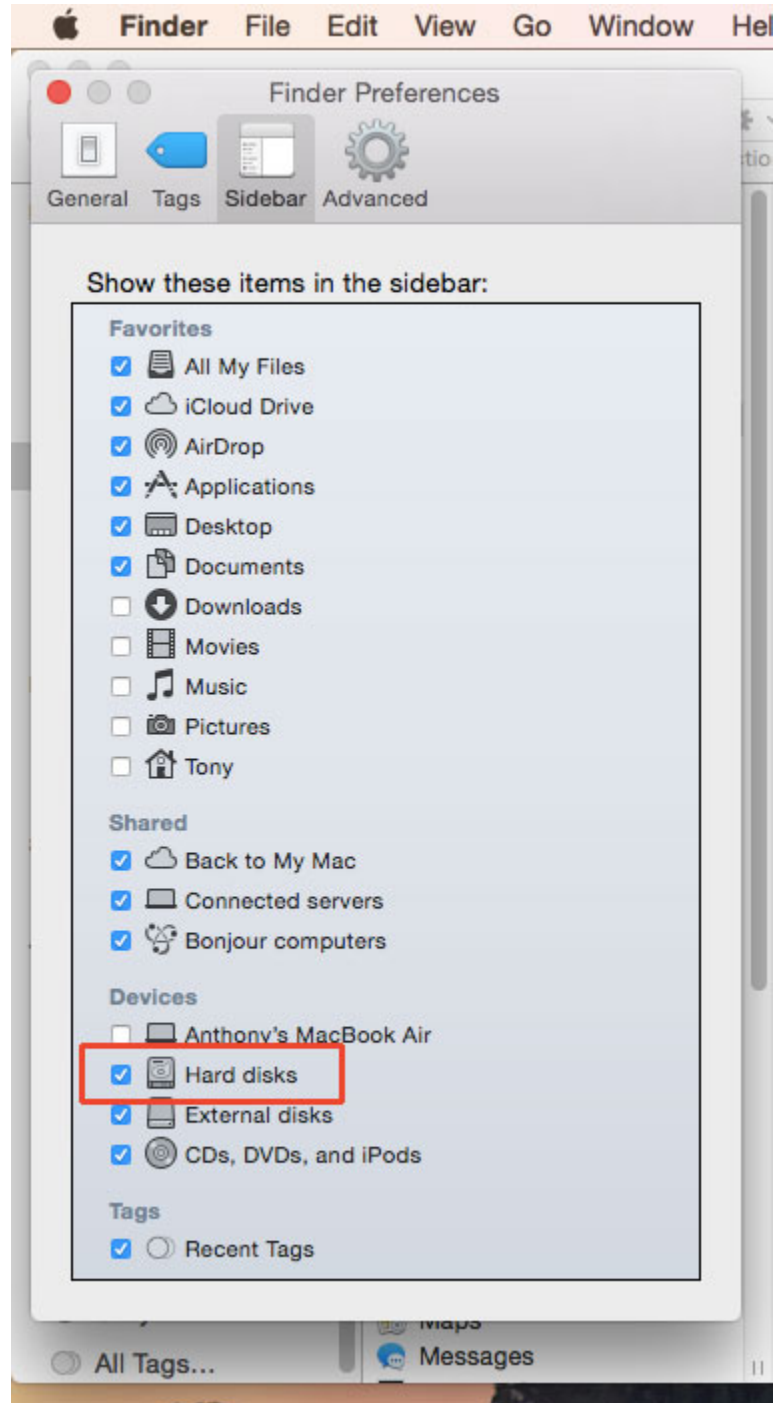 Finder File Edit View Go Window Hel
Finder Preferences
General Tags Sidebar Advanced
tio
Show these items in the sidebar:
Favorites
All My Files
iCloud Drive
AirDrop
Applications
Desktop
Documents
Downloads
Movies
Music
Pictures
Tony
Shared
Back to My Mac
Connected servers
Bonjour computers
Devices
Anthony's MacBook Air
Hard disks
External disks
CDs, DVDs, and iPods
Tags
Recent Tags
Maps
All Tags...
Messages